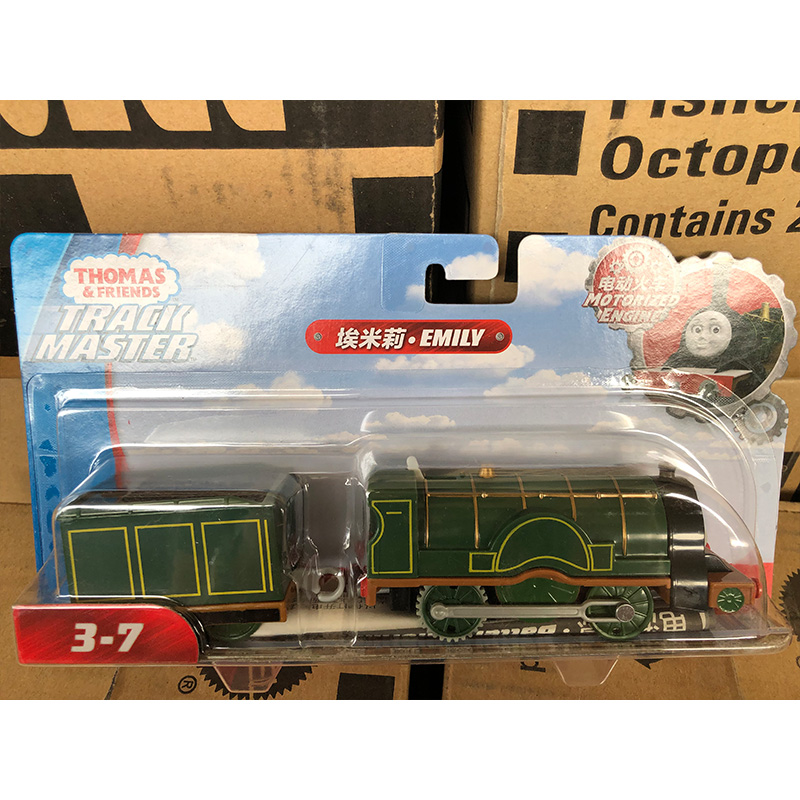 Octop
Contains 2
THOMAS
& FRIENDS
TRACK
MASTER
埃米莉·EMILY
电动火车
MOTORIZED
ENGINE
3-7
®